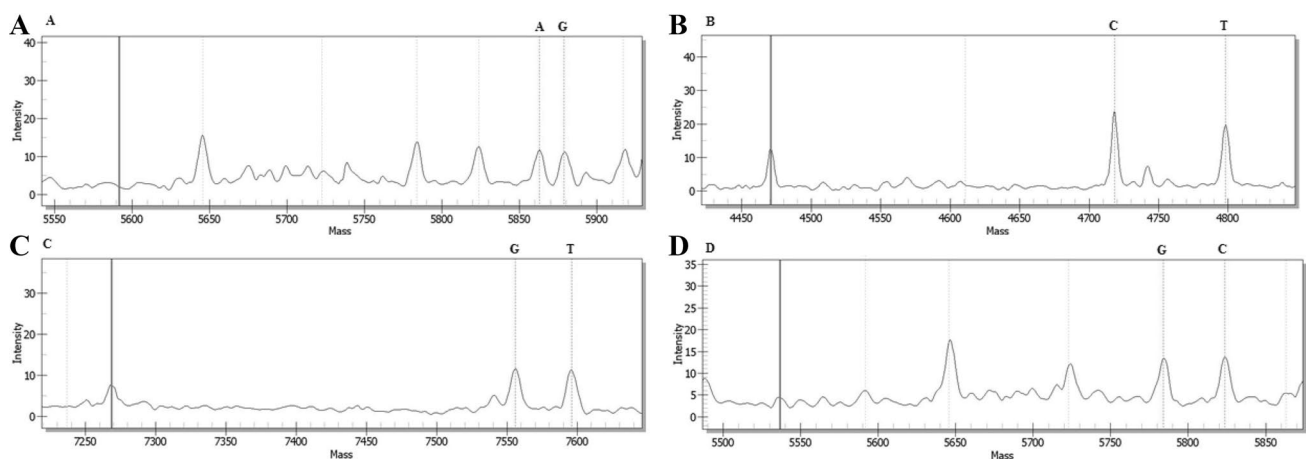 A
A
A G
Intensity
40
30
20
10
0
5550 5600 5650 5700 5750 5800 5850 5900
Mass
B
B
C T
Intensity
40
30
20
10
0
4450 4500 4550 4600 4650 4700 4750 4800
Mass
C
C
G T
Intensity
30
20
10
0
7250 7300 7350 7400 7450 7500 7550 7600
Mass
D
D
G C
Intensity
35
30
25
20
15
10
5
0
5500 5550 5600 5650 5700 5750 5800 5850
Mass